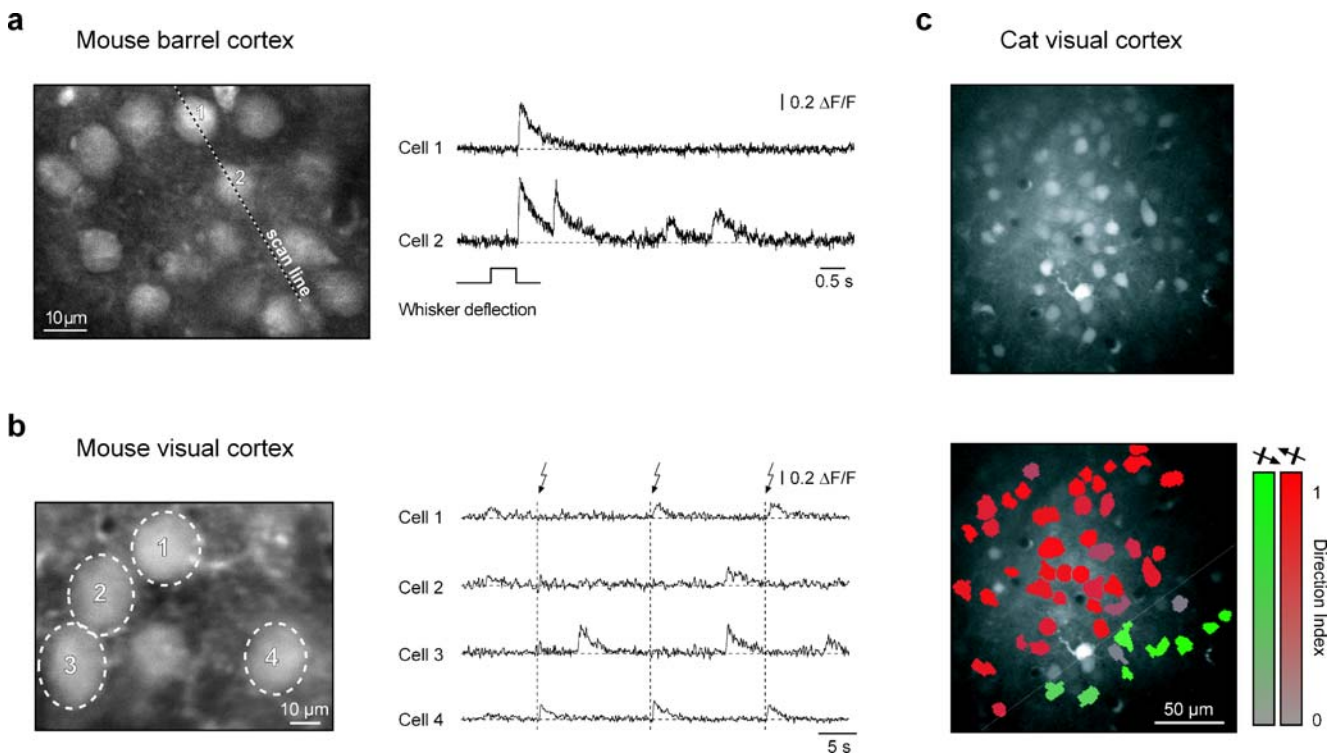 a
Mouse barrel cortex
1
2
scan line
10 µm
0.2 ΔF/F
Cell 1
Cell 2
0.5 s
Whisker deflection
b
Mouse visual cortex
1
2
3
4
10 µm
0.2 ΔF/F
Cell 1
Cell 2
Cell 3
Cell 4
5 s
c
Cat visual cortex
50 µm
1
Direction Index
0